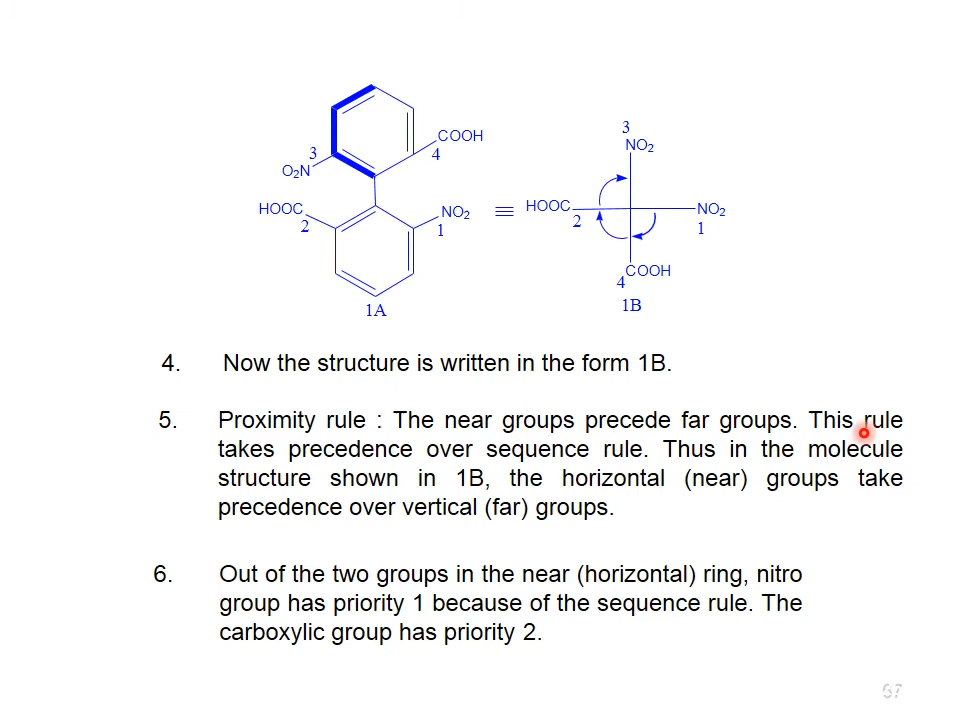 COOH
3
4
O2N
HOOC
2
NO2
1
1A
≡
3
NO2
HOOC
2
NO2
1
COOH
4
1B
4. Now the structure is written in the form 1B.
5. Proximity rule : The near groups precede far groups. This rule
takes precedence over sequence rule. Thus in the molecule
structure shown in 1B, the horizontal (near) groups take
precedence over vertical (far) groups.
6. Out of the two groups in the near (horizontal) ring, nitro
group has priority 1 because of the sequence rule. The
carboxylic group has priority 2.